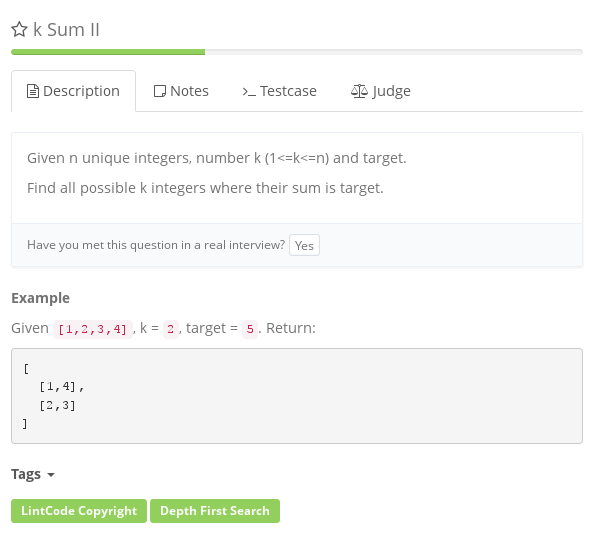 k Sum II
Description Notes >_ Testcase Judge
Given n unique integers, number k (1<=k<=n) and target.
Find all possible k integers where their sum is target.
Have you met this question in a real interview? Yes
Example
Given [1,2,3,4], k = 2, target = 5. Return:
[
[1,4],
[2,3]
]
Tags
LintCode Copyright Depth First Search